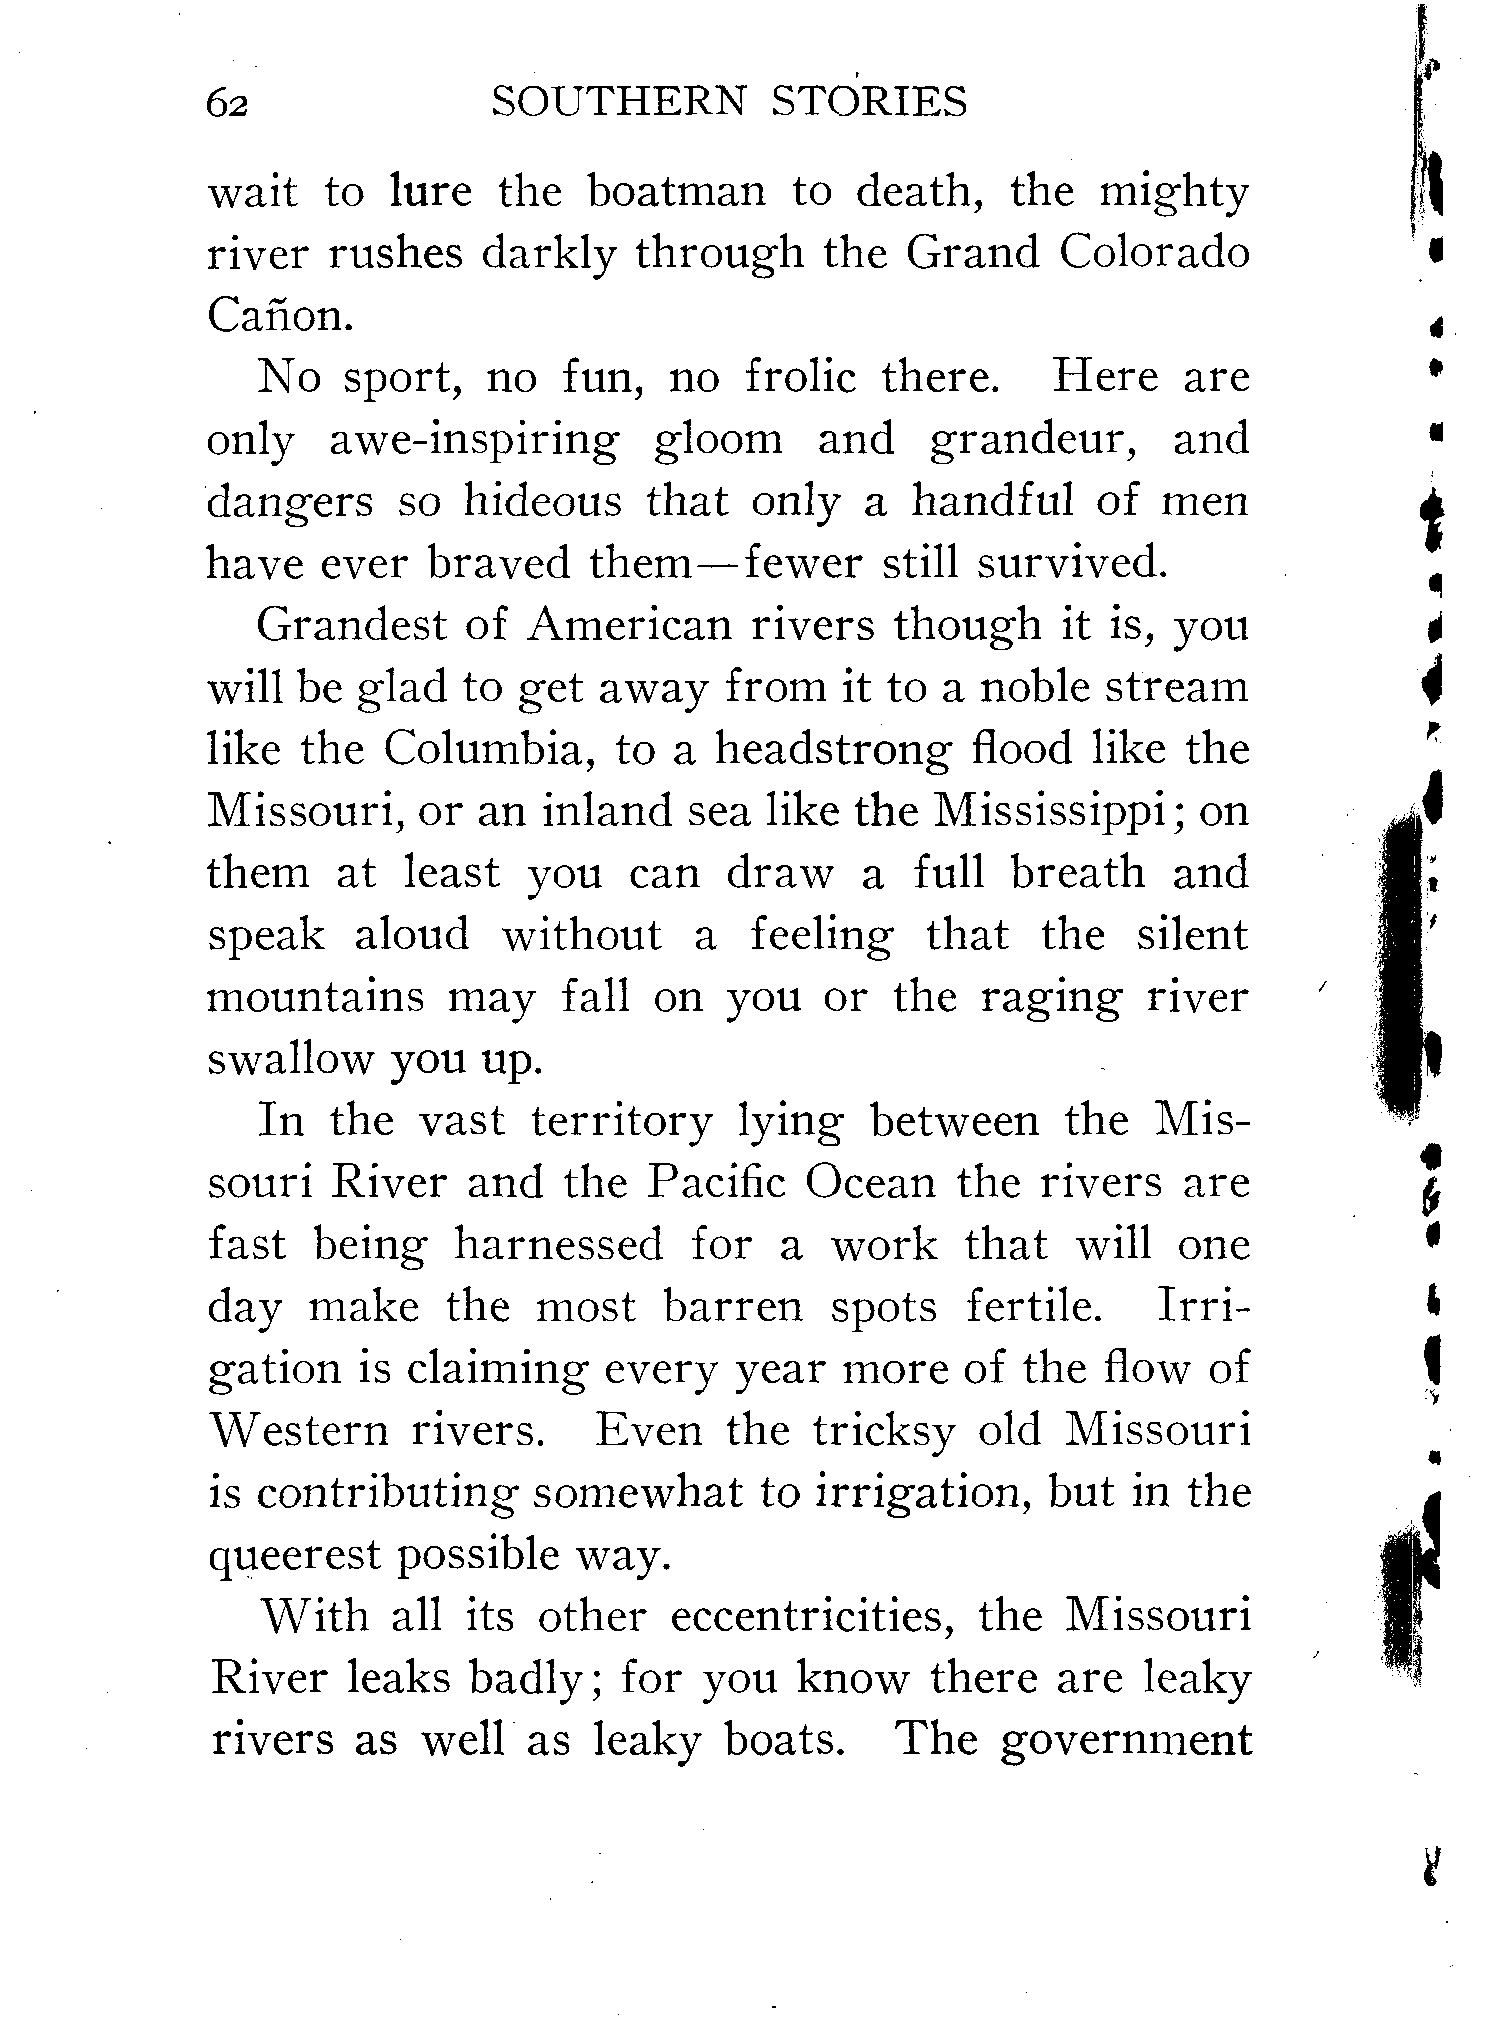 62 SOUTHERN STORIES
wait to lure the boatman to death, the mighty
river rushes darkly through the Grand Colorado
Cañon.
No sport, no fun, no frolic there. Here are
only awe-inspiring gloom and grandeur, and
dangers so hideous that only a handful of men
have ever braved them—fewer still survived.
Grandest of American rivers though it is, you
will be glad to get away from it to a noble stream
like the Columbia, to a headstrong flood like the
Missouri, or an inland sea like the Mississippi; on
them at least you can draw a full breath and
speak aloud without a feeling that the silent
mountains may fall on you or the raging river
swallow you up.
In the vast territory lying between the Mis-
souri River and the Pacific Ocean the rivers are
fast being harnessed for a work that will one
day make the most barren spots fertile. Irri-
gation is claiming every year more of the flow of
Western rivers. Even the tricksy old Missouri
is contributing somewhat to irrigation, but in the
queerest possible way.
With all its other eccentricities, the Missouri
River leaks badly; for you know there are leaky
rivers as well as leaky boats. The government